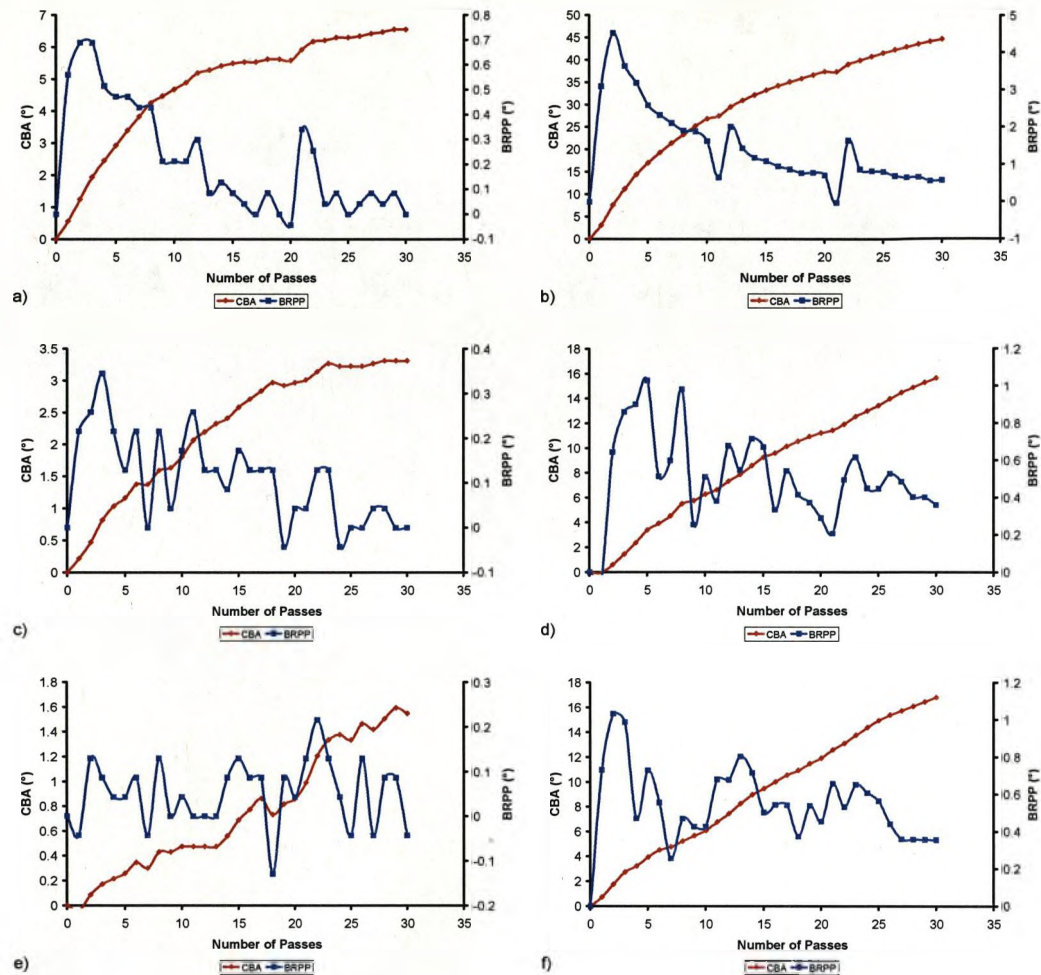 a)
CBA (°)
7
6
5
4
3
2
1
0
BRPP (°)
0.8
0.7
0.6
0.5
0.4
0.3
0.2
0.1
0
-0.1
0 5 10 15 20 25 30 35
Number of Passes
CBA BRPP
b)
CBA (°)
50
45
40
35
30
25
20
15
10
5
0
BRPP (°)
5
4
3
2
1
0
-1
0 5 10 15 20 25 30 35
Number of Passes
CBA BRPP
c)
CBA (°)
3.5
3
2.5
2
1.5
1
0.5
0
BRPP (°)
0.4
0.3
0.2
0.1
0
-0.1
0 5 10 15 20 25 30 35
Number of Passes
CBA BRPP
d)
CBA (°)
18
16
14
12
10
8
6
4
2
0
BRPP (°)
1.2
1
0.8
0.6
0.4
0.2
0
0 5 10 15 20 25 30 35
Number of Passes
CBA BRPP
e)
CBA (°)
1.8
1.6
1.4
1.2
1
0.8
0.6
0.4
0.2
0
BRPP (°)
0.3
0.2
0.1
0
-0.1
-0.2
0 5 10 15 20 25 30 35
Number of Passes
CBA BRPP
f)
CBA (°)
18
16
14
12
10
8
6
4
2
0
BRPP (°)
1.2
1
0.8
0.6
0.4
0.2
0
0 5 10 15 20 25 30 35
Number of Passes
CBA BRPP